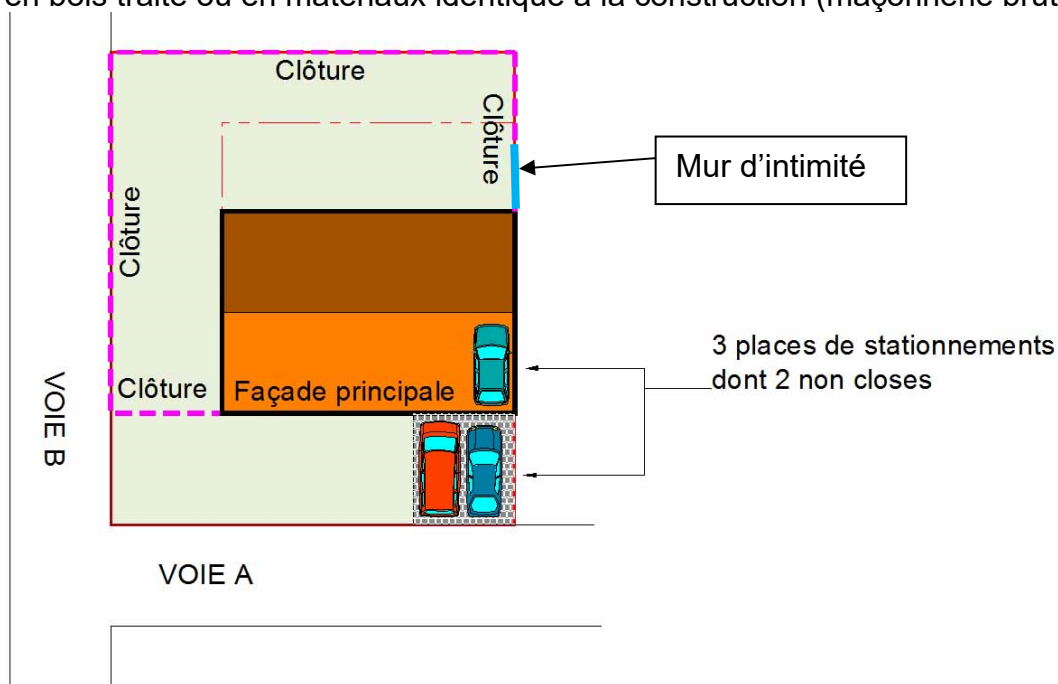 en bois traité ou en matériaux identique à la construction (maçonnerie brut
Clôture
Clôture
Mur d’intimité
Clôture
3 places de stationnements
dont 2 non closes
Clôture
Façade principale
VOIE B
VOIE A